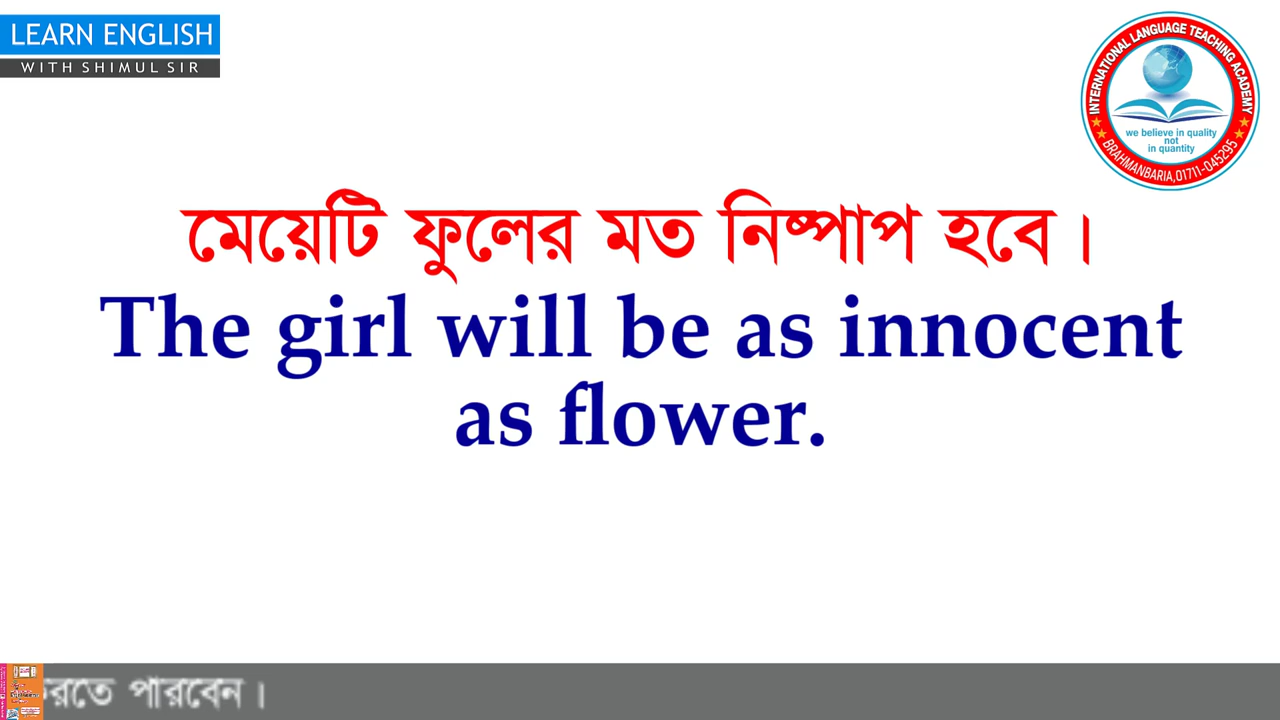 LEARN ENGLISH
WITH SHIMUL SIR
INTERNATIONAL LANGUAGE TEACHING ACADEMY
we believe in quality
not
in quantity
BRAHMANBARIA,01711-045295
মেয়েটি ফুলের মত নিষ্পাপ হবে।
The girl will be as innocent
as flower.
পারবেন।